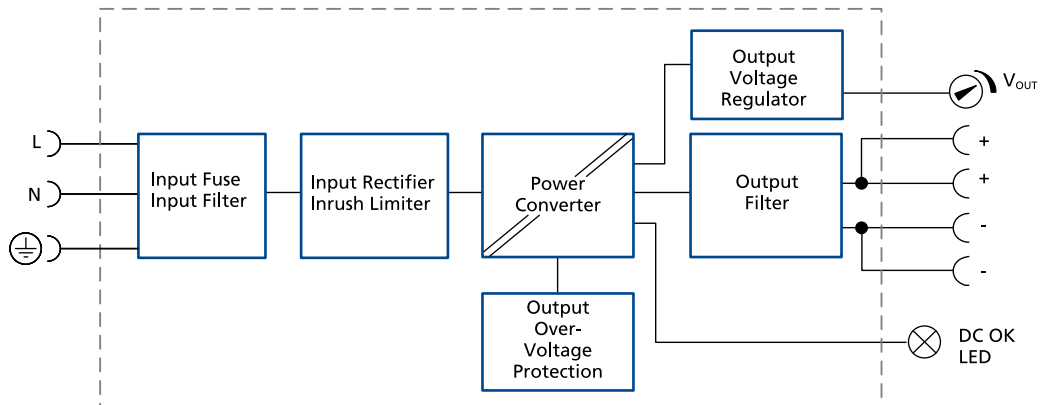 L
N
Input Fuse
Input Filter
Input Rectifier
Inrush Limiter
Power
Converter
Output
Over-
Voltage
Protection
Output
Voltage
Regulator
Output
Filter
VOUT
+
+
-
-
DC OK
LED